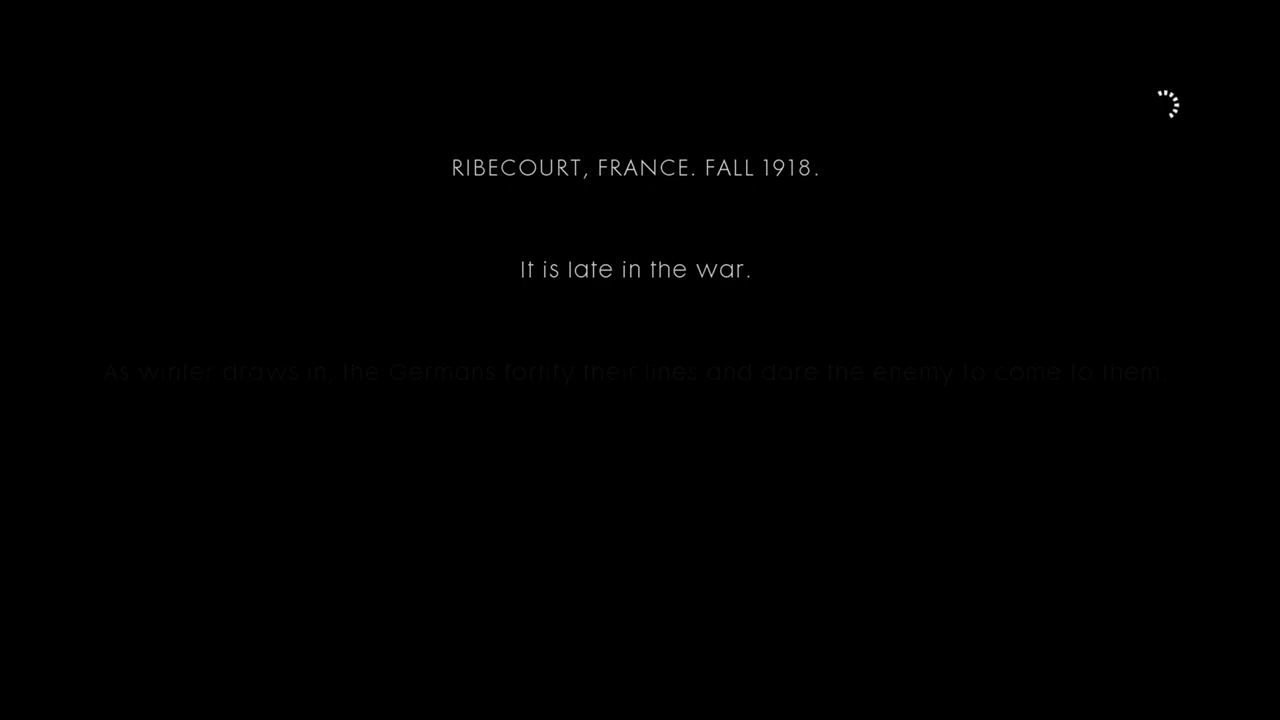 RIBECOURT, FRANCE. FALL 1918.
It is late in the war.
As winter draws in, the Germans fortify their lines and dare the enemy to come to them.